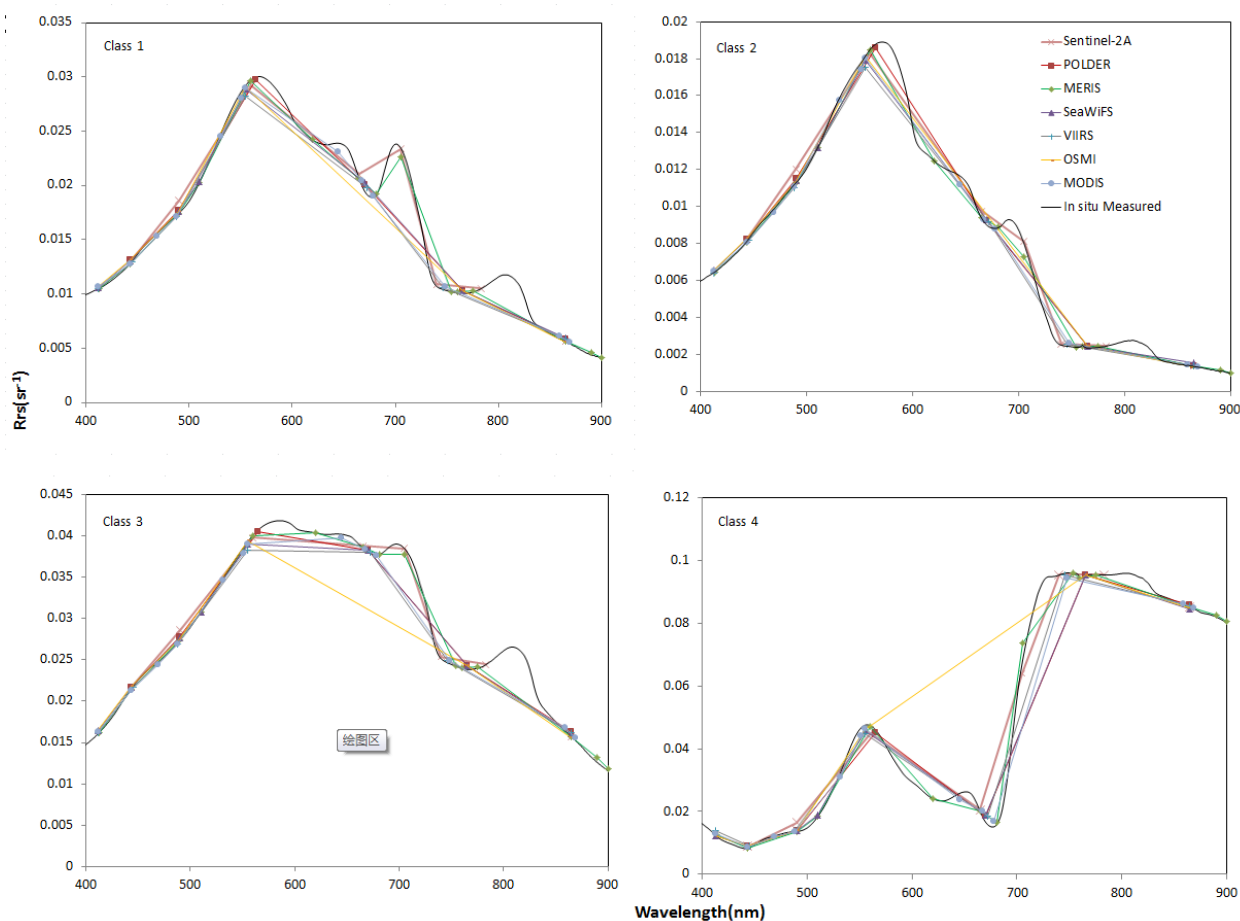 0.035
0.03
0.025
0.02
0.015
0.01
0.005
0
Class 1
400 500 600 700 800 900
0.02
0.018
0.016
0.014
0.012
0.01
0.008
0.006
0.004
0.002
0
Class 2
Sentinel-2A
POLDER
MERIS
SeaWiFS
VIIRS
OSMI
MODIS
In situ Measured
400 500 600 700 800 900
Rrs(sr⁻¹)
0.045
0.04
0.035
0.03
0.025
0.02
0.015
0.01
0.005
0
Class 3
绘图区
400 500 600 700 800 900
0.12
0.1
0.08
0.06
0.04
0.02
0
Class 4
400 500 600 700 800 900
Wavelength(nm)